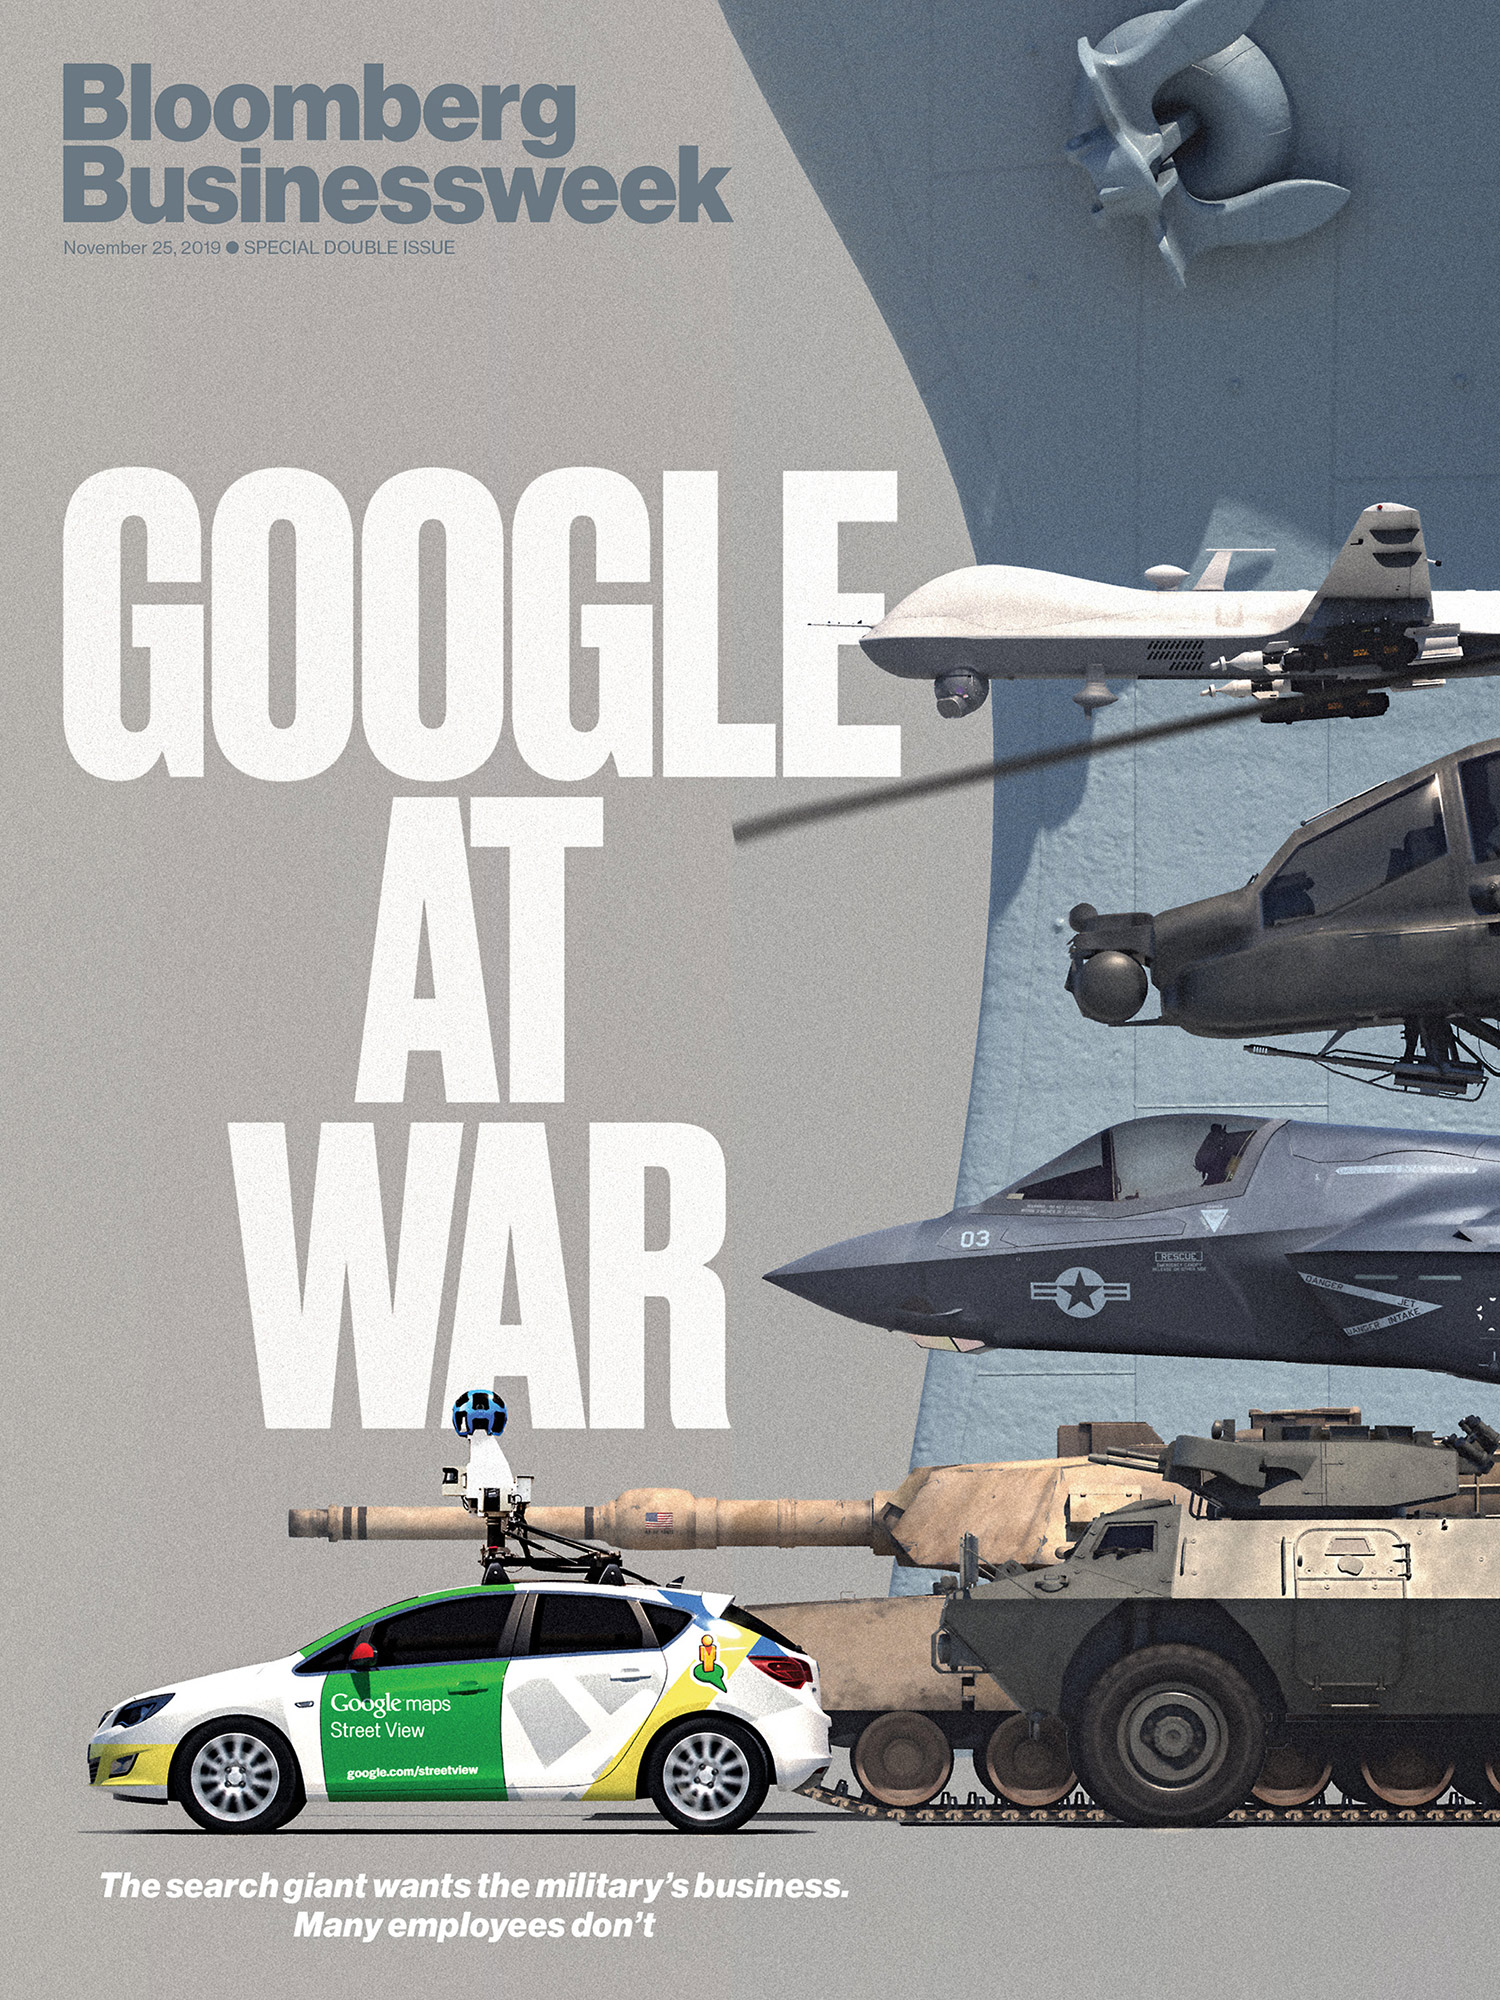 Bloomberg
Businessweek
November 25, 2019 ● SPECIAL DOUBLE ISSUE
GOOGLE
AT
WAR
03
RESCUE
DANGER
JET
INTAKE
DANGER
Google maps
Street View
google.com/streetview
The search giant wants the military's business.
Many employees don't